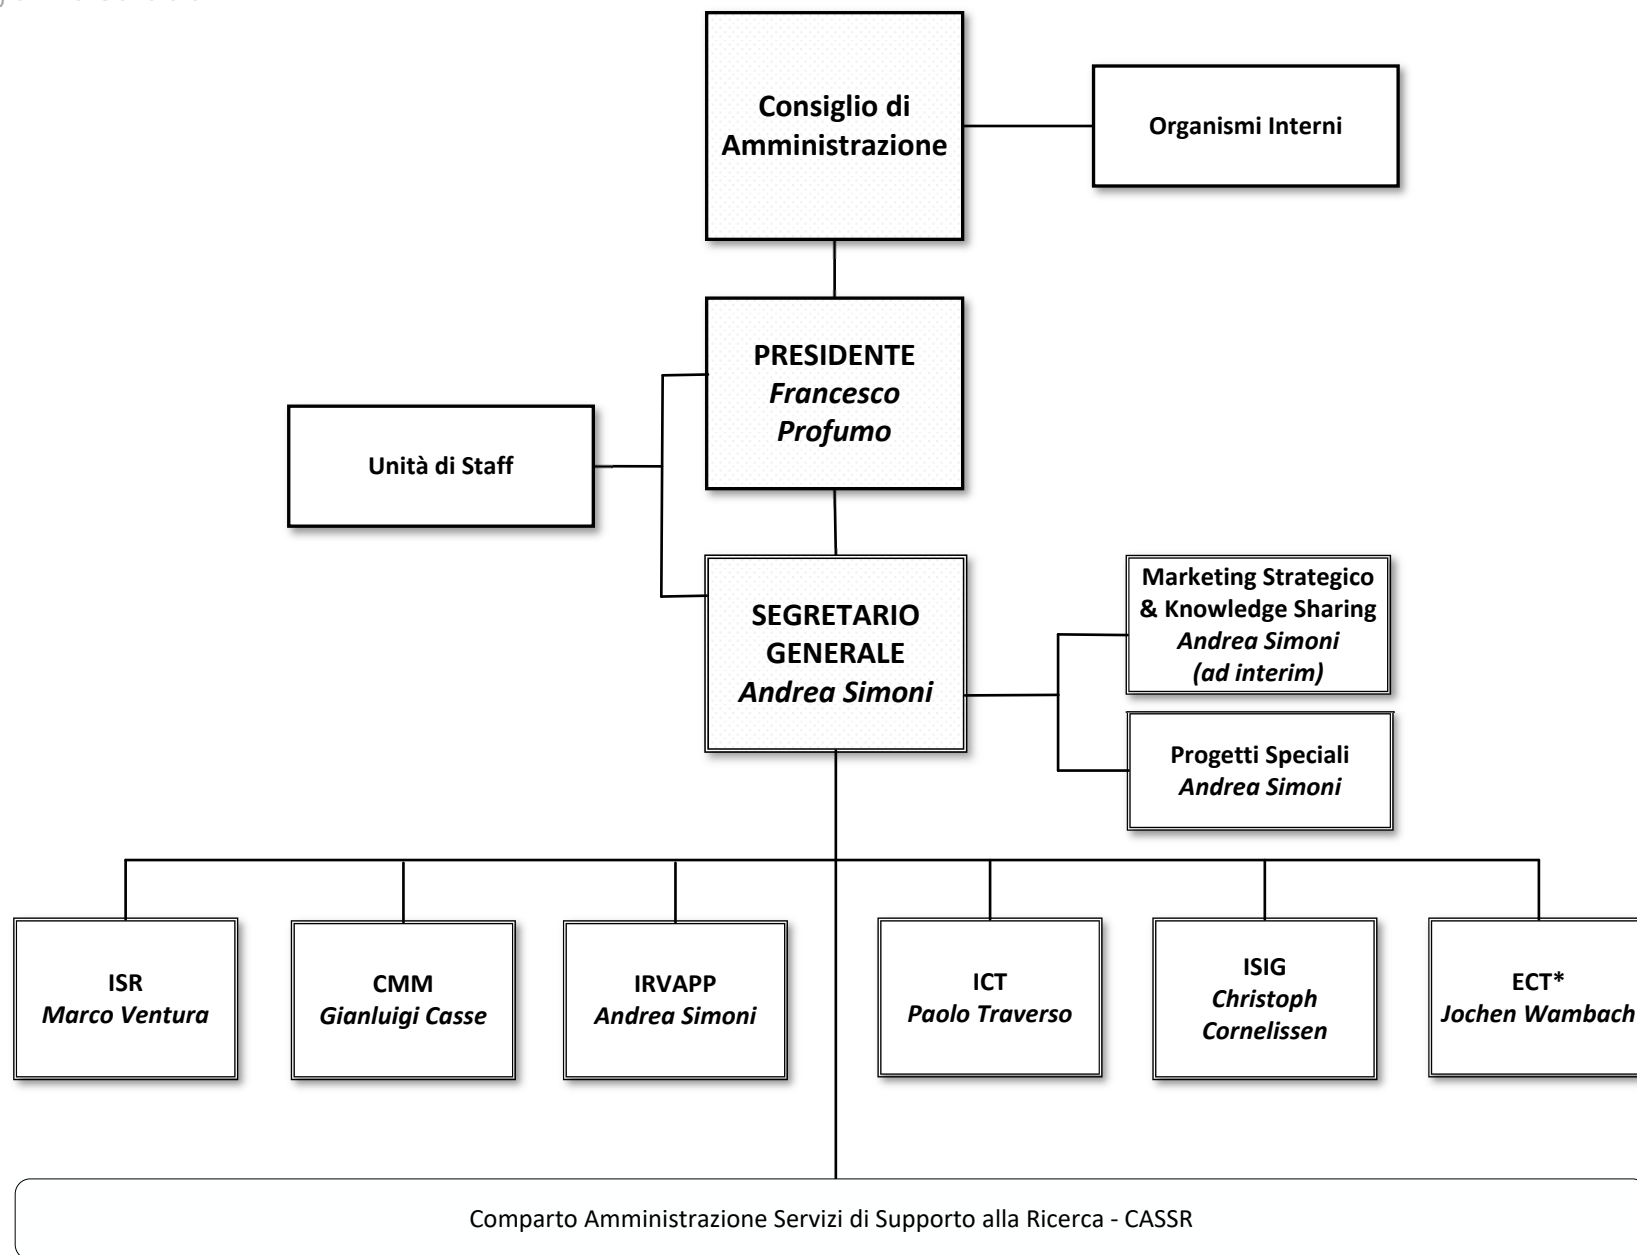 Consiglio di
Amministrazione
Organismi Interni
PRESIDENTE
Francesco
Profumo
Unità di Staff
SEGRETARIO
GENERALE
Andrea Simoni
Marketing Strategico
& Knowledge Sharing
Andrea Simoni
(ad interim)
Progetti Speciali
Andrea Simoni
ISR
Marco Ventura
CMM
Gianluigi Casse
IRVAPP
Andrea Simoni
ICT
Paolo Traverso
ISIG
Christoph
Cornelissen
ECT*
Jochen Wambach
Comparto Amministrazione Servizi di Supporto alla Ricerca - CASSR